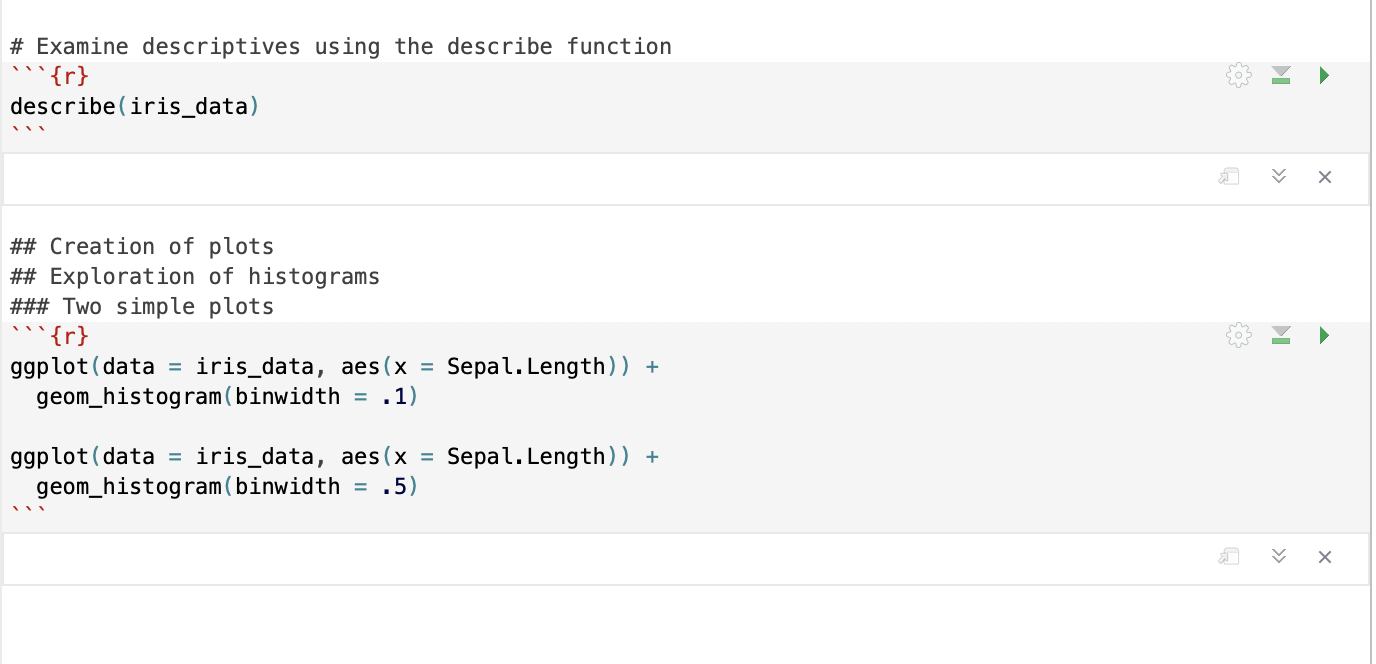 # Examine descriptives using the describe function
```{r}
describe(iris_data)
```
## Creation of plots
## Exploration of histograms
### Two simple plots
```{r}
ggplot(data = iris_data, aes(x = Sepal.Length)) +
  geom_histogram(binwidth = .1)

ggplot(data = iris_data, aes(x = Sepal.Length)) +
  geom_histogram(binwidth = .5)
```